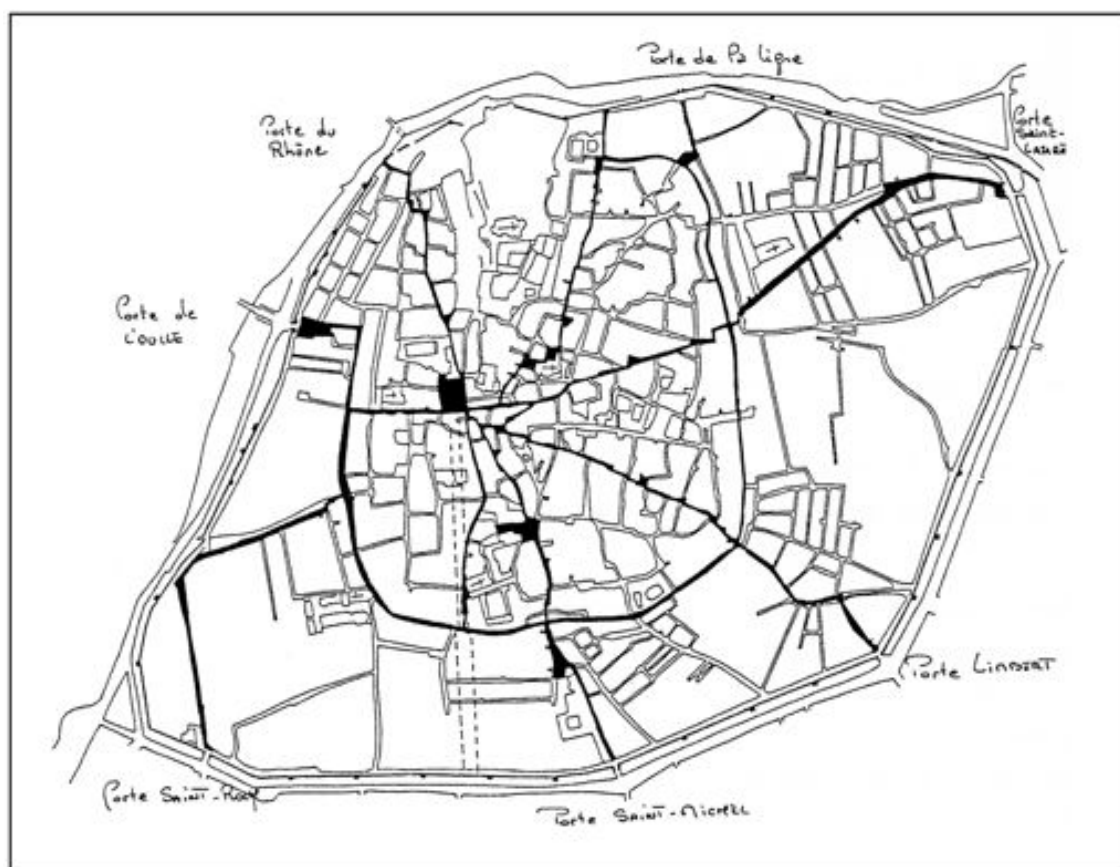 Porte de la Ligne
Porte du
Rhône
Porte
Saint-
Lazare
Porte de
L'OULLE
Porte Limbert
Porte Saint-Roch
Porte Saint-Michel